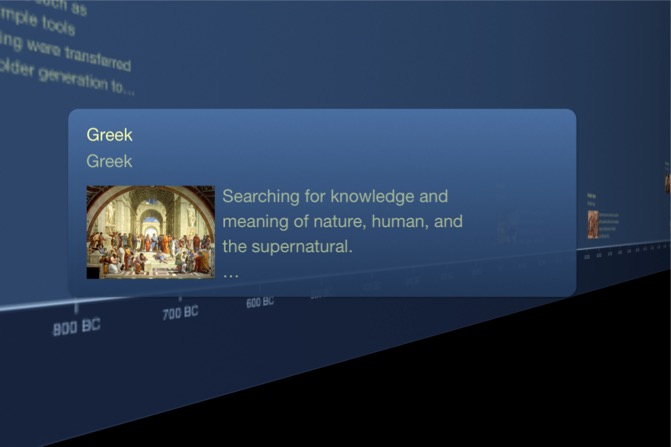 such as
mple tools
ing were transferred
older generation to...
Greek
Greek
Searching for knowledge and
meaning of nature, human, and
the supernatural.
...
800 BC
700 BC
600 BC